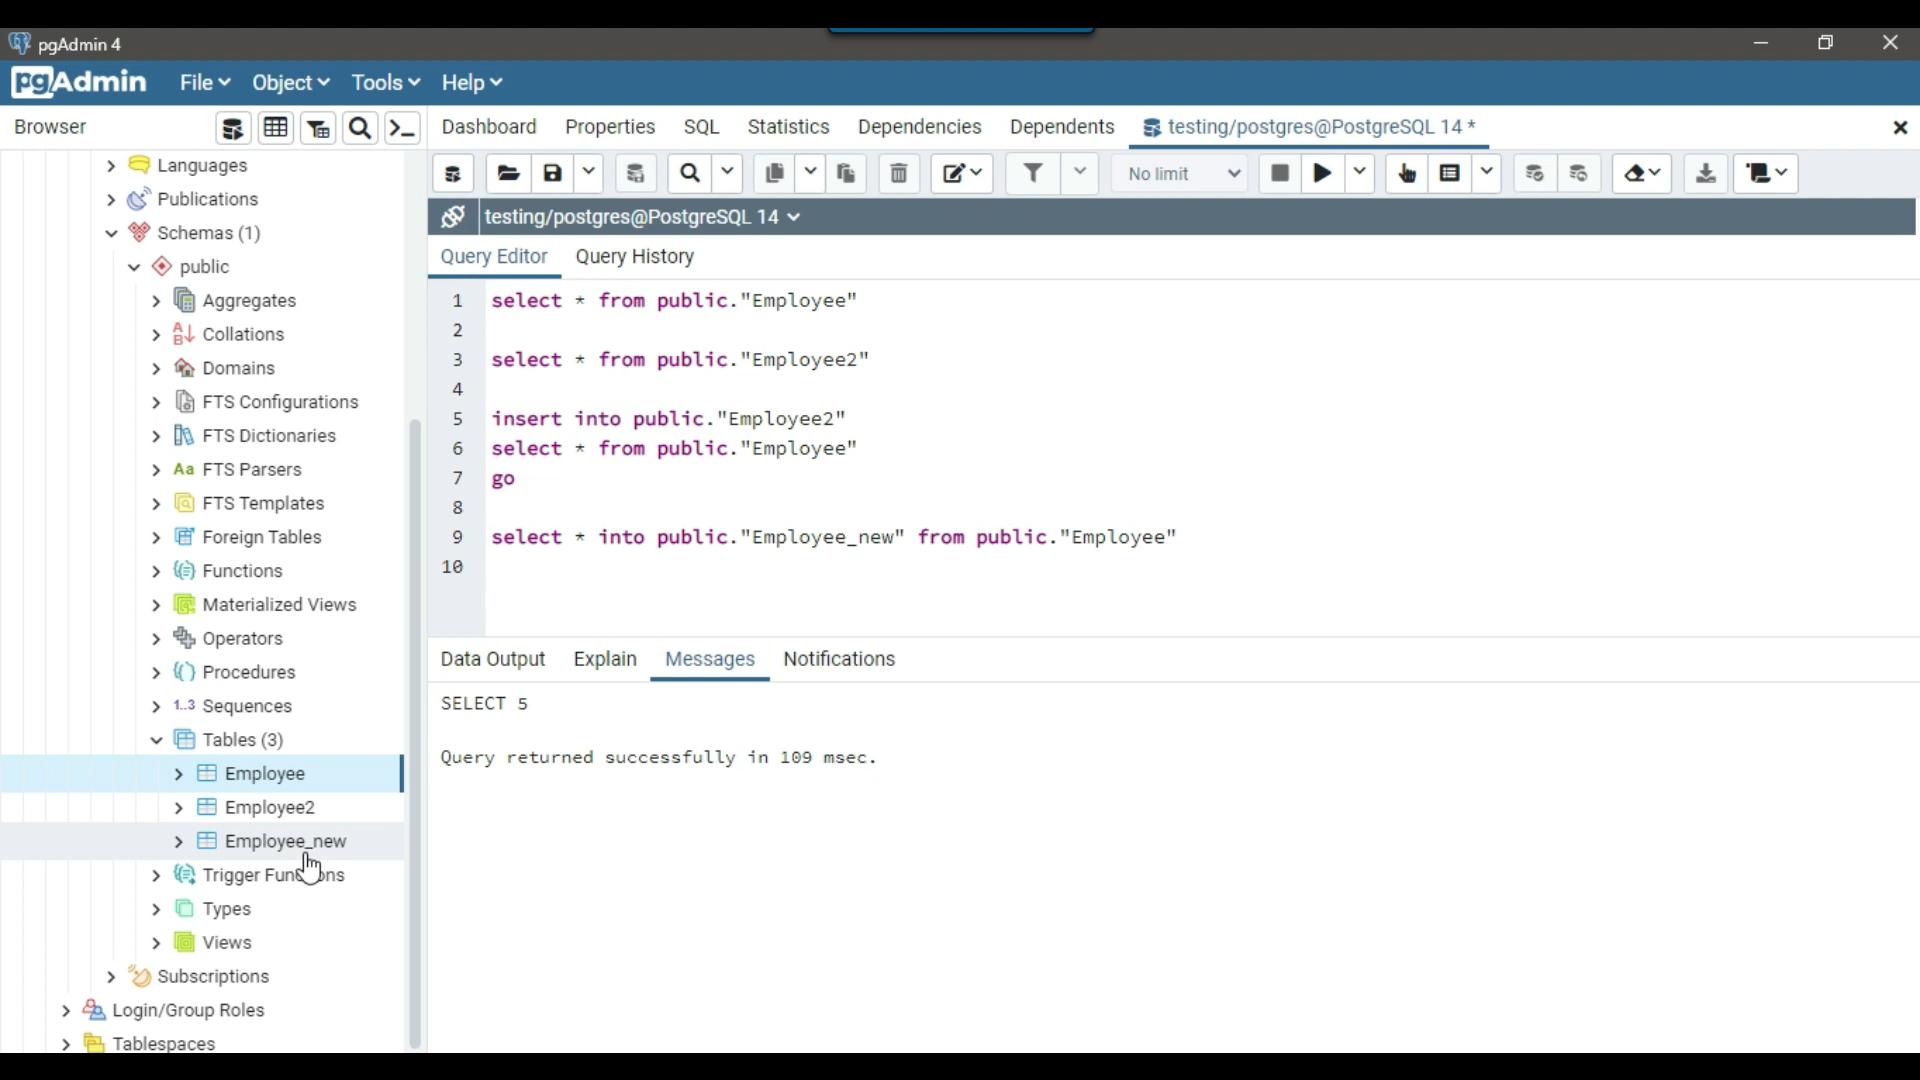 pgAdmin 4
pgAdmin File Object Tools Help
Browser
Dashboard Properties SQL Statistics Dependencies Dependents testing/postgres@PostgreSQL 14 *
No limit
testing/postgres@PostgreSQL 14
Query Editor Query History
Languages
Publications
Schemas (1)
public
Aggregates
Collations
Domains
FTS Configurations
FTS Dictionaries
Aa FTS Parsers
FTS Templates
Foreign Tables
Functions
Materialized Views
Operators
Procedures
1..3 Sequences
Tables (3)
Employee
Employee2
Employee_new
Trigger Functions
Types
Views
Subscriptions
Login/Group Roles
Tablespaces
1 select * from public."Employee"
2
3 select * from public."Employee2"
4
5 insert into public."Employee2"
6 select * from public."Employee"
7 go
8
9 select * into public."Employee_new" from public."Employee"
10
Data Output Explain Messages Notifications
SELECT 5
Query returned successfully in 109 msec.